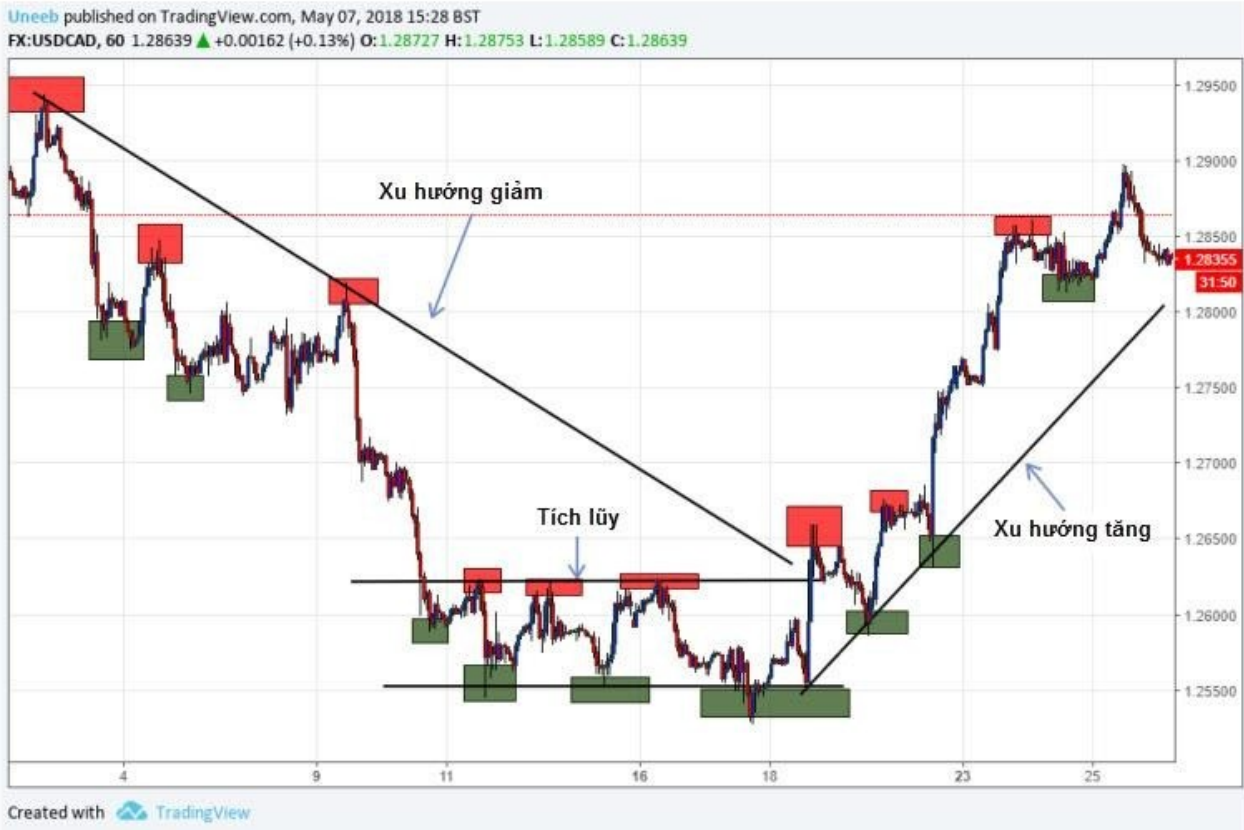 Uneeb published on TradingView.com, May 07, 2018 15:28 BST
FX:USDCAD, 60 1.28639 ▲ +0.00162 (+0.13%) O:1.28727 H:1.28753 L:1.28589 C:1.28639
1.29500
1.29000
Xu hướng giảm
1.28500
1.28355
31:50
1.28000
1.27500
1.27000
Tích lũy
Xu hướng tăng
1.26500
1.26000
1.25500
4 9 11 16 18 23 25
Created with TradingView